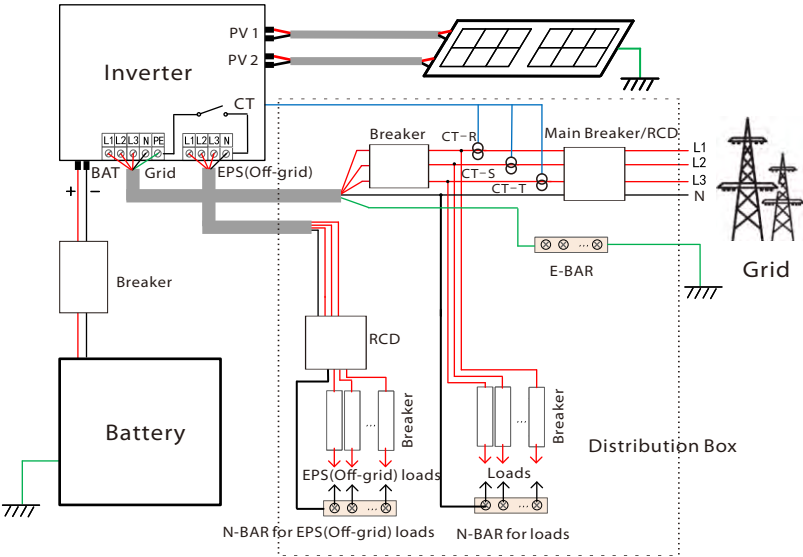 PV 1
PV 2
Inverter
CT
L1 L2 L3 N PE
L1 L2 L3 N
BAT
Grid
EPS(Off-grid)
+
−
Breaker
CT-R
Main Breaker/RCD
CT-S
CT-T
L1
L2
L3
N
E-BAR
...
Grid
Breaker
RCD
Battery
...
Breaker
...
Breaker
Distribution Box
EPS(Off-grid) loads
Loads
...
...
N-BAR for EPS(Off-grid) loads
N-BAR for loads